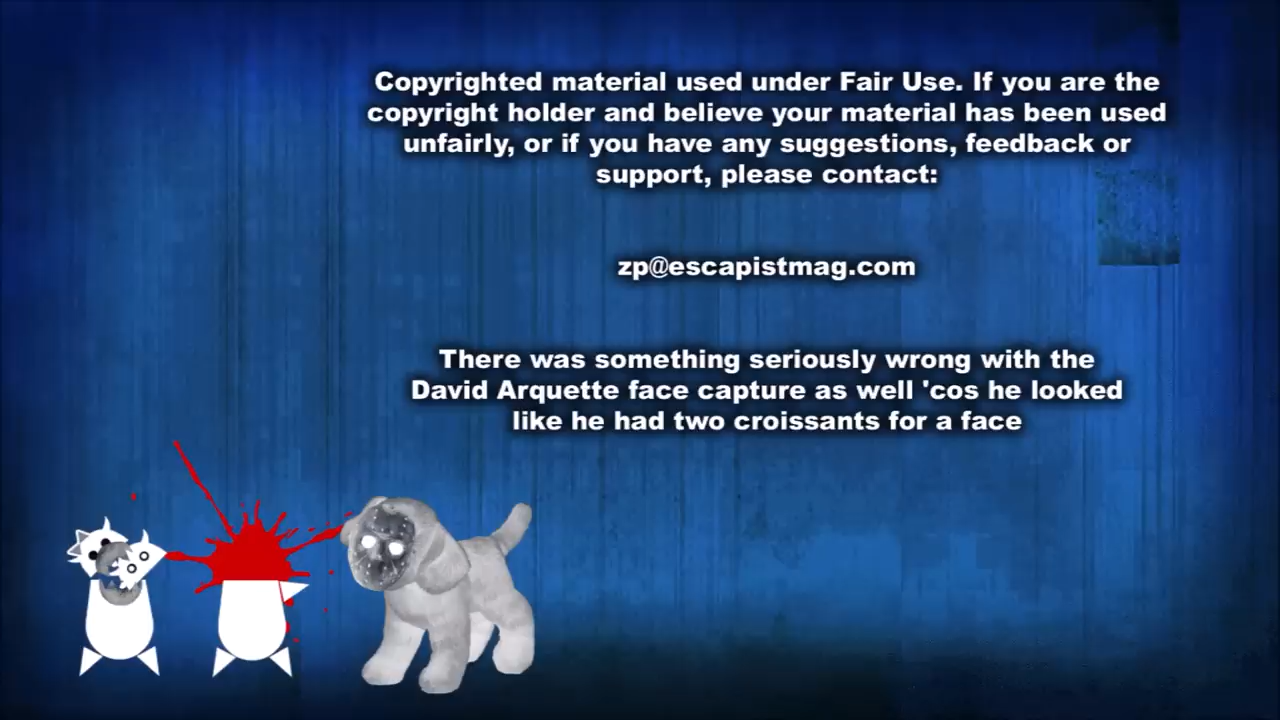 Copyrighted material used under Fair Use. If you are the
copyright holder and believe your material has been used
unfairly, or if you have any suggestions, feedback or
support, please contact:
zp@escapistmag.com
There was something seriously wrong with the
David Arquette face capture as well 'cos he looked
like he had two croissants for a face